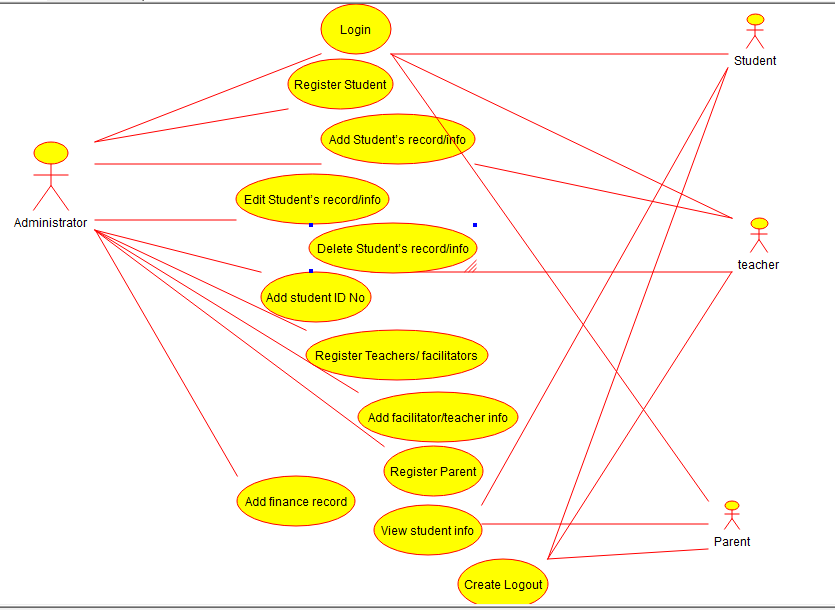 Login
Student
Register Student
Add Student's record/info
Administrator
Edit Student's record/info
Delete Student's record/info
teacher
Add student ID No
Register Teachers/ facilitators
Add facilitator/teacher info
Register Parent
Add finance record
View student info
Parent
Create Logout